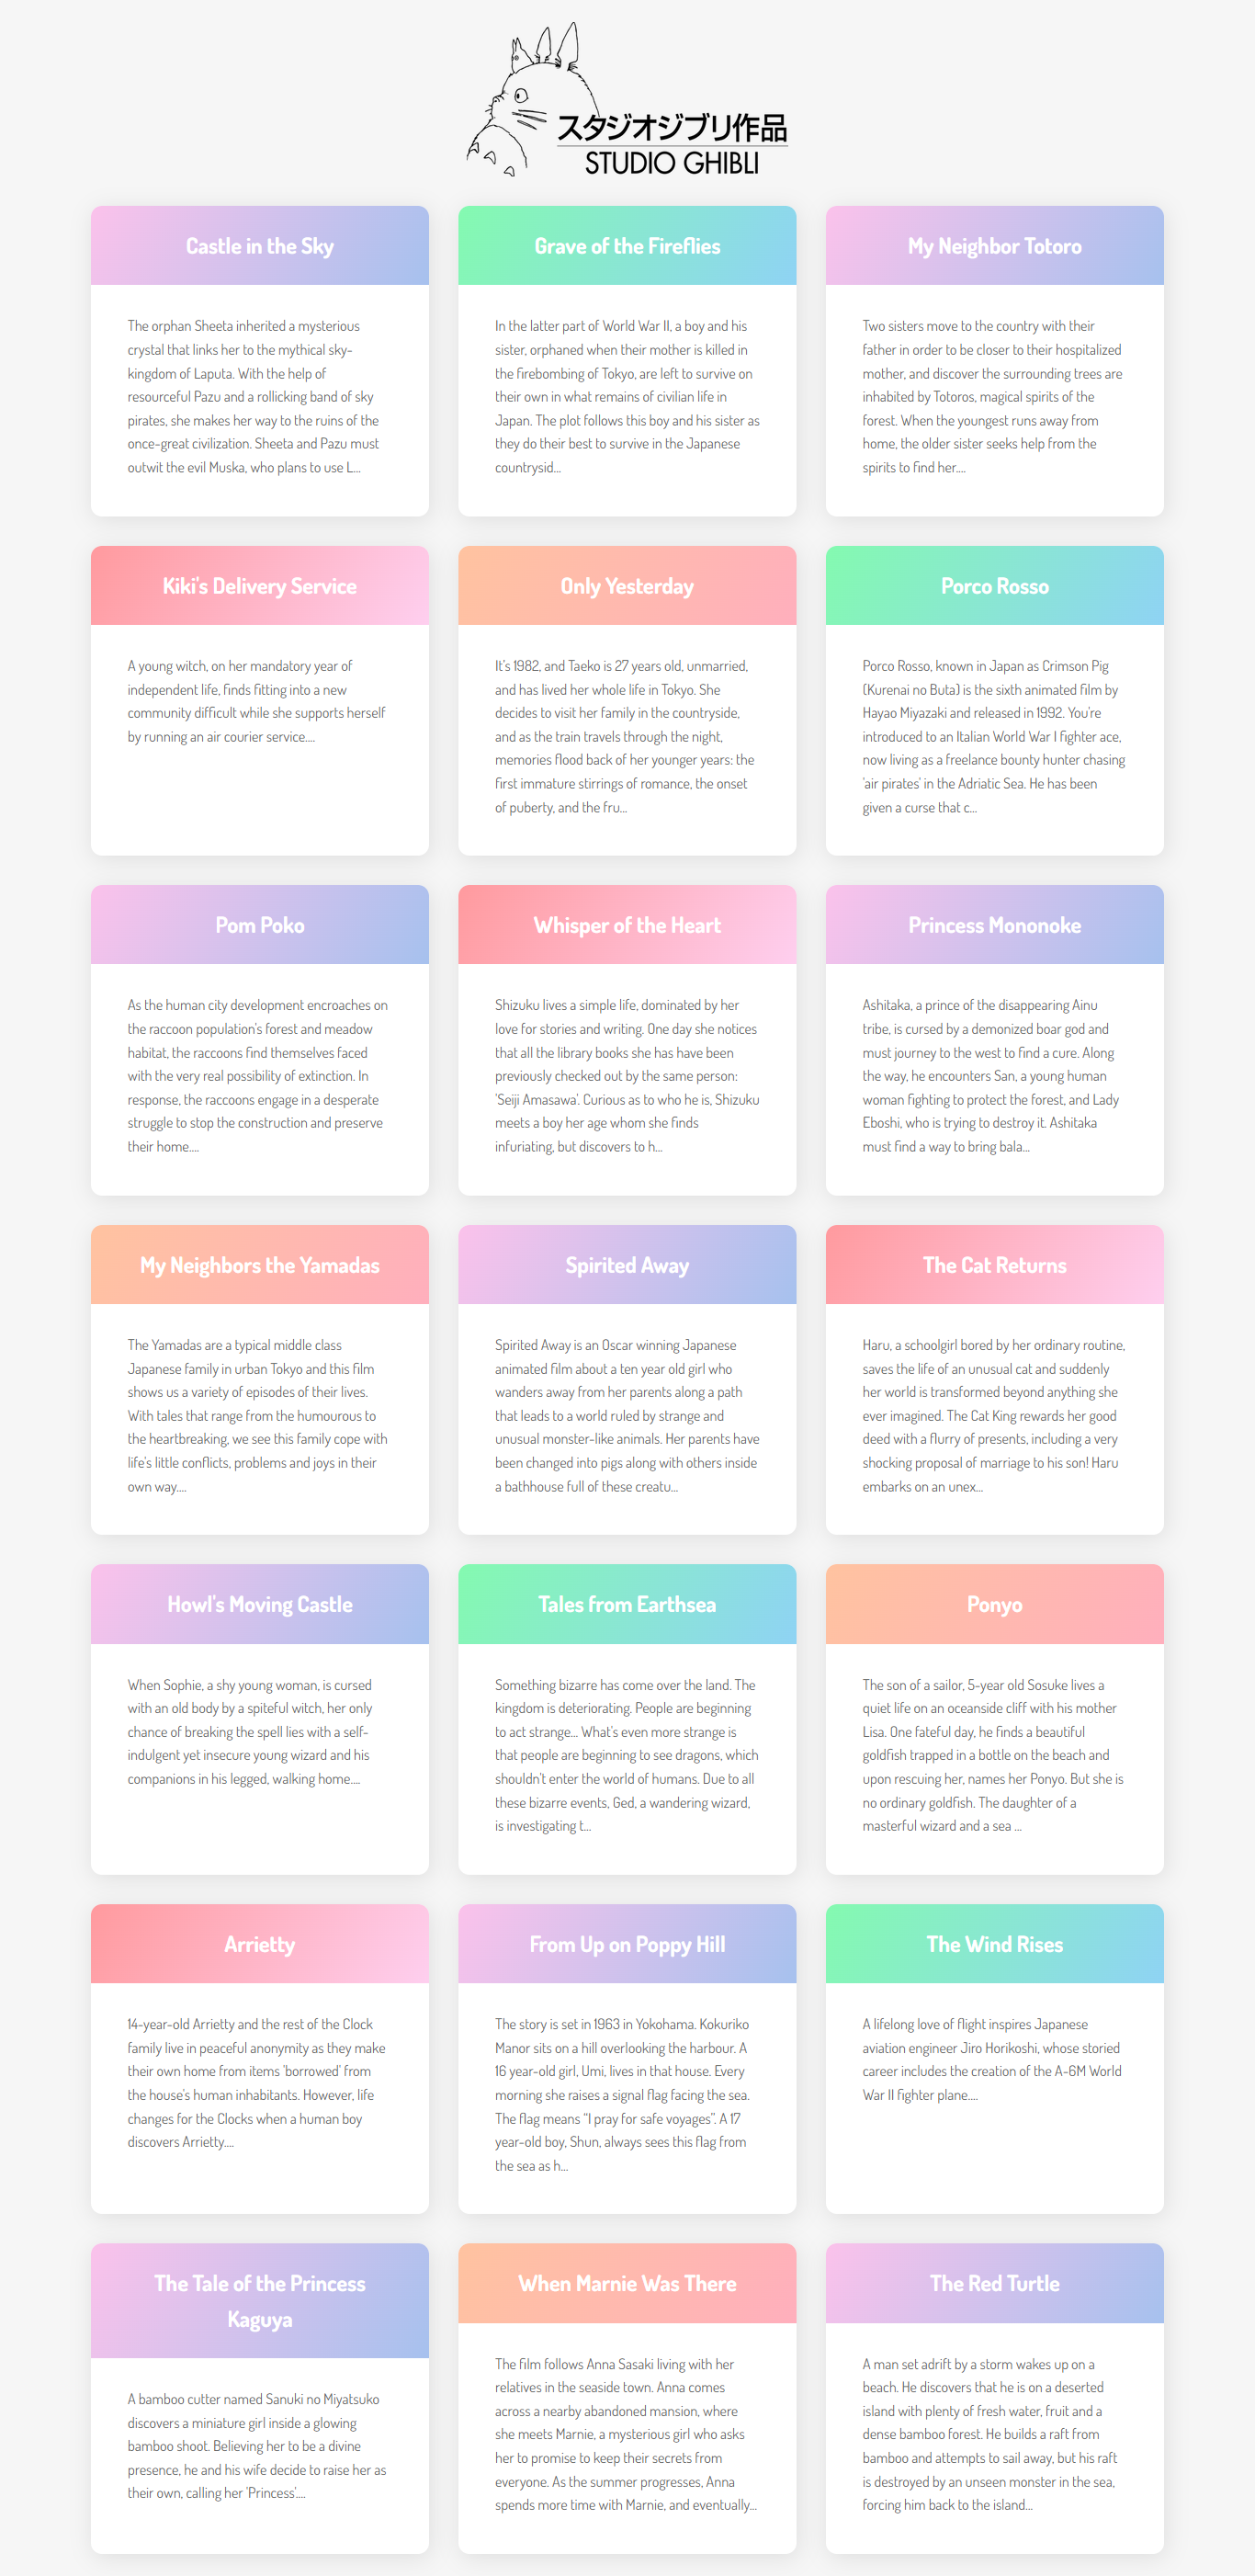 スタジオジブリ作品
STUDIO GHIBLI
Castle in the Sky
The orphan Sheeta inherited a mysterious
crystal that links her to the mythical sky-
kingdom of Laputa. With the help of
resourceful Pazu and a rollicking band of sky
pirates, she makes her way to the ruins of the
once-great civilization. Sheeta and Pazu must
outwit the evil Muska, who plans to use L...
Grave of the Fireflies
In the latter part of World War II, a boy and his
sister, orphaned when their mother is killed in
the firebombing of Tokyo, are left to survive on
their own in what remains of civilian life in
Japan. The plot follows this boy and his sister as
they do their best to survive in the Japanese
countrysid...
My Neighbor Totoro
Two sisters move to the country with their
father in order to be closer to their hospitalized
mother, and discover the surrounding trees are
inhabited by Totoros, magical spirits of the
forest. When the youngest runs away from
home, the older sister seeks help from the
spirits to find her....
Kiki's Delivery Service
A young witch, on her mandatory year of
independent life, finds fitting into a new
community difficult while she supports herself
by running an air courier service....
Only Yesterday
It's 1982, and Taeko is 27 years old, unmarried,
and has lived her whole life in Tokyo. She
decides to visit her family in the countryside,
and as the train travels through the night,
memories flood back of her younger years: the
first immature stirrings of romance, the onset
of puberty, and the fru...
Porco Rosso
Porco Rosso, known in Japan as Crimson Pig
(Kurenai no Buta) is the sixth animated film by
Hayao Miyazaki and released in 1992. You're
introduced to an Italian World War I fighter ace,
now living as a freelance bounty hunter chasing
'air pirates' in the Adriatic Sea. He has been
given a curse that c...
Pom Poko
As the human city development encroaches on
the raccoon population's forest and meadow
habitat, the raccoons find themselves faced
with the very real possibility of extinction. In
response, the raccoons engage in a desperate
struggle to stop the construction and preserve
their home....
Whisper of the Heart
Shizuku lives a simple life, dominated by her
love for stories and writing. One day she notices
that all the library books she has have been
previously checked out by the same person:
'Seiji Amasawa'. Curious as to who he is, Shizuku
meets a boy her age whom she finds
infuriating, but discovers to h...
Princess Mononoke
Ashitaka, a prince of the disappearing Ainu
tribe, is cursed by a demonized boar god and
must journey to the west to find a cure. Along
the way, he encounters San, a young human
woman fighting to protect the forest, and Lady
Eboshi, who is trying to destroy it. Ashitaka
must find a way to bring bala...
My Neighbors the Yamadas
The Yamadas are a typical middle class
Japanese family in urban Tokyo and this film
shows us a variety of episodes of their lives.
With tales that range from the humourous to
the heartbreaking, we see this family cope with
life's little conflicts, problems and joys in their
own way....
Spirited Away
Spirited Away is an Oscar winning Japanese
animated film about a ten year old girl who
wanders away from her parents along a path
that leads to a world ruled by strange and
unusual monster-like animals. Her parents have
been changed into pigs along with others inside
a bathhouse full of these creatu...
The Cat Returns
Haru, a schoolgirl bored by her ordinary routine,
saves the life of an unusual cat and suddenly
her world is transformed beyond anything she
ever imagined. The Cat King rewards her good
deed with a flurry of presents, including a very
shocking proposal of marriage to his son! Haru
embarks on an unex...
Howl's Moving Castle
When Sophie, a shy young woman, is cursed
with an old body by a spiteful witch, her only
chance of breaking the spell lies with a self-
indulgent yet insecure young wizard and his
companions in his legged, walking home....
Tales from Earthsea
Something bizarre has come over the land. The
kingdom is deteriorating. People are beginning
to act strange... What's even more strange is
that people are beginning to see dragons, which
shouldn't enter the world of humans. Due to all
these bizarre events, Ged, a wandering wizard,
is investigating t...
Ponyo
The son of a sailor, 5-year old Sosuke lives a
quiet life on an oceanside cliff with his mother
Lisa. One fateful day, he finds a beautiful
goldfish trapped in a bottle on the beach and
upon rescuing her, names her Ponyo. But she is
no ordinary goldfish. The daughter of a
masterful wizard and a sea ...
Arrietty
14-year-old Arrietty and the rest of the Clock
family live in peaceful anonymity as they make
their own home from items 'borrowed' from
the house's human inhabitants. However, life
changes for the Clocks when a human boy
discovers Arrietty....
From Up on Poppy Hill
The story is set in 1963 in Yokohama. Kokuriko
Manor sits on a hill overlooking the harbour. A
16 year-old girl, Umi, lives in that house. Every
morning she raises a signal flag facing the sea.
The flag means “I pray for safe voyages”. A 17
year-old boy, Shun, always sees this flag from
the sea as h...
The Wind Rises
A lifelong love of flight inspires Japanese
aviation engineer Jiro Horikoshi, whose storied
career includes the creation of the A-6M World
War II fighter plane....
The Tale of the Princess
Kaguya
A bamboo cutter named Sanuki no Miyatsuko
discovers a miniature girl inside a glowing
bamboo shoot. Believing her to be a divine
presence, he and his wife decide to raise her as
their own, calling her 'Princess'....
When Marnie Was There
The film follows Anna Sasaki living with her
relatives in the seaside town. Anna comes
across a nearby abandoned mansion, where
she meets Marnie, a mysterious girl who asks
her to promise to keep their secrets from
everyone. As the summer progresses, Anna
spends more time with Marnie, and eventually...
The Red Turtle
A man set adrift by a storm wakes up on a
beach. He discovers that he is on a deserted
island with plenty of fresh water, fruit and a
dense bamboo forest. He builds a raft from
bamboo and attempts to sail away, but his raft
is destroyed by an unseen monster in the sea,
forcing him back to the island...